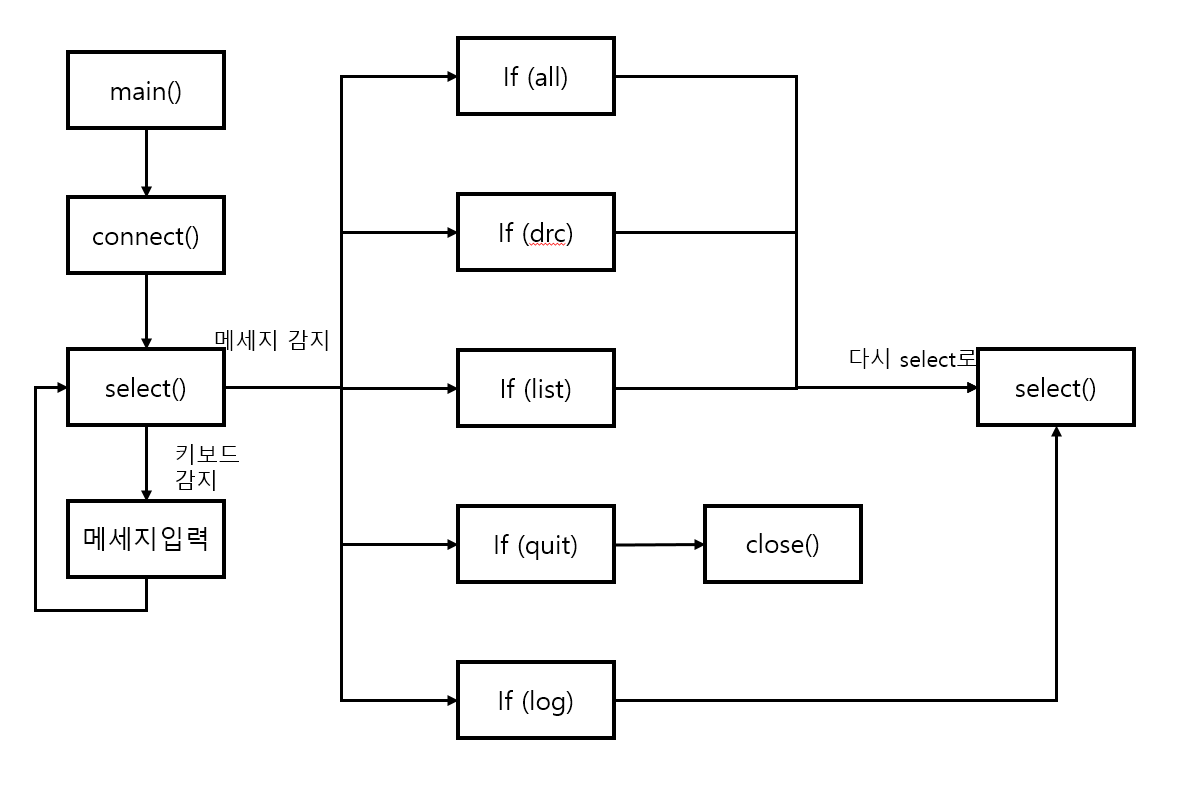 main()
connect()
메세지 감지
select()
키보드
감지
메세지입력
If (all)
If (drc)
If (list)
If (quit)
If (log)
close()
다시 select로
select()